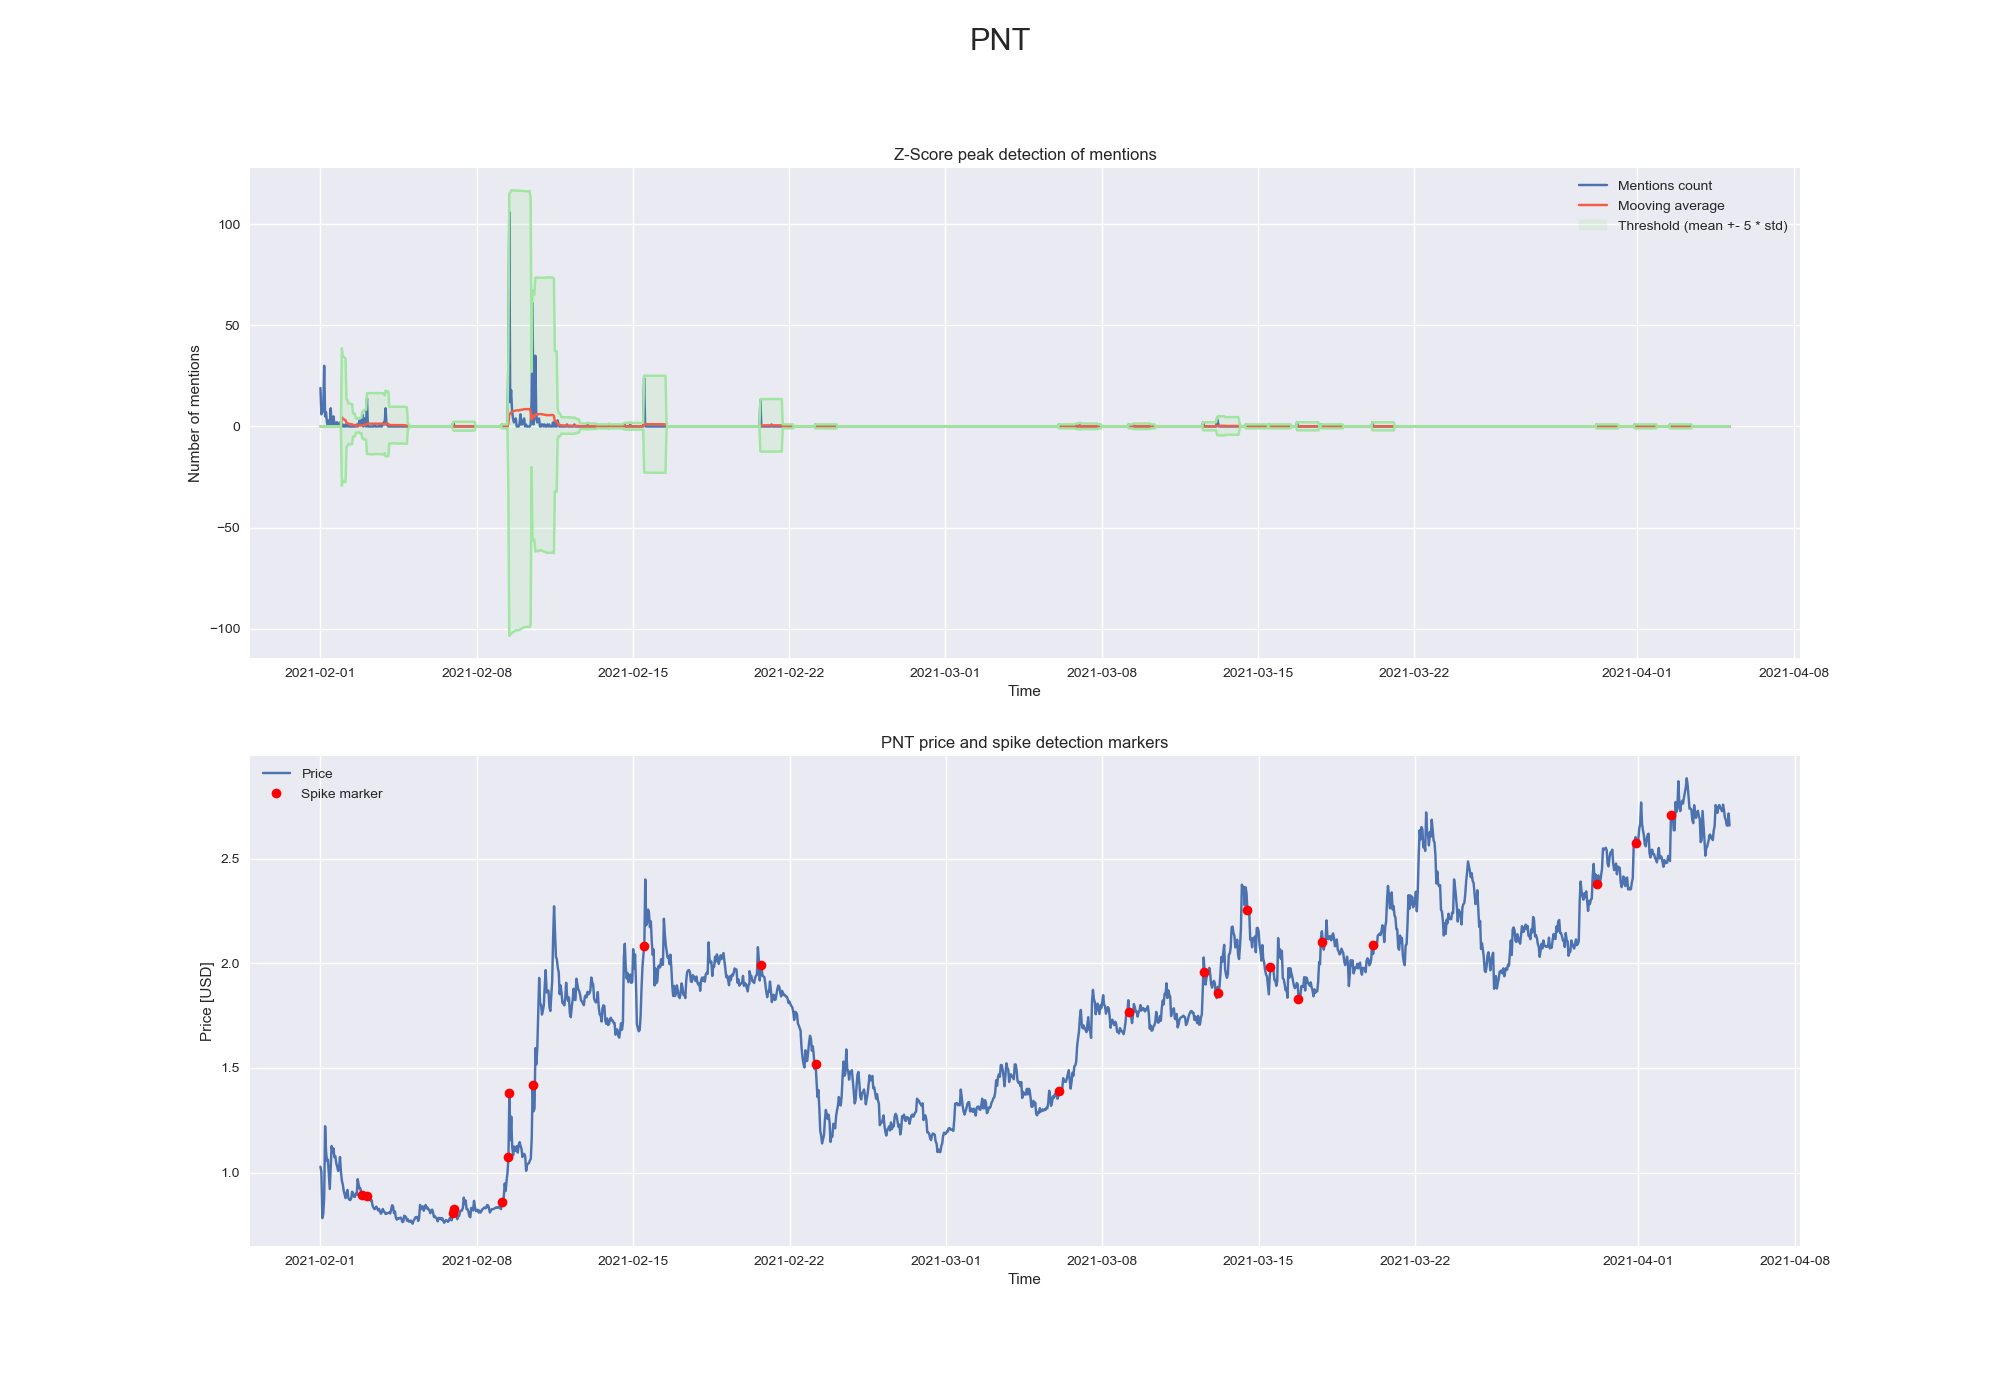 PNT
Z-Score peak detection of mentions
Mentions count
Mooving average
Threshold (mean +- 5 * std)
Number of mentions
100
50
0
−50
−100
2021-02-01 2021-02-08 2021-02-15 2021-02-22 2021-03-01 2021-03-08 2021-03-15 2021-03-22 2021-04-01 2021-04-08
Time
PNT price and spike detection markers
Price
Spike marker
Price [USD]
2.5
2.0
1.5
1.0
2021-02-01 2021-02-08 2021-02-15 2021-02-22 2021-03-01 2021-03-08 2021-03-15 2021-03-22 2021-04-01 2021-04-08
Time